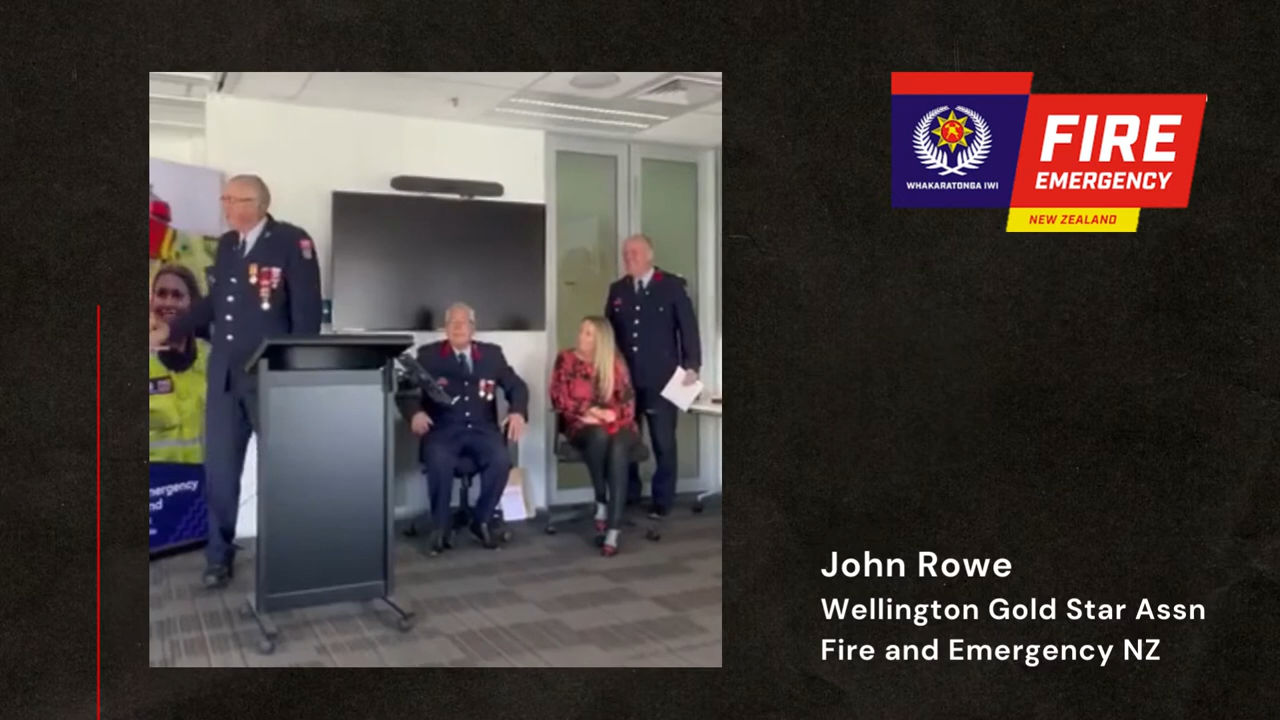 WHAKARATONGA IWI
FIRE
EMERGENCY
NEW ZEALAND
John Rowe
Wellington Gold Star Assn
Fire and Emergency NZ